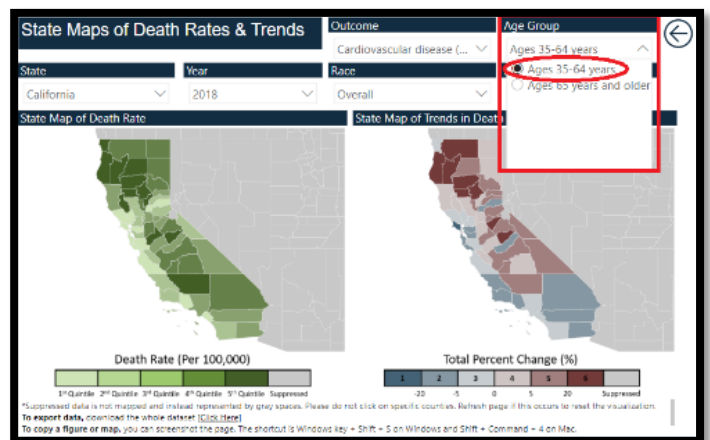 State Maps of Death Rates & Trends
Outcome
Age Group
Cardiovascular disease (...
Ages 35-64 years
State
Year
Race
Ages 35-64 years
California
2018
Overall
Ages 65 years and older
State Map of Death Rate
State Map of Trends in Death
Death Rate (Per 100,000)
Total Percent Change (%)
1 2 3 4 5 6
1st Quintile 2nd Quintile 3rd Quintile 4th Quintile 5th Quintile Suppressed
-20 -5 0 5 20 Suppressed
*Suppressed data is not mapped and instead represented by gray spaces. Please do not click on specific counties. Refresh page if this occurs to reset the visualization.
To export data, download the whole dataset [Click Here]
To copy a figure or map, you can screenshot the page. The shortcut is Windows key + Shift + S on Windows and Shift + Command + 4 on Mac.